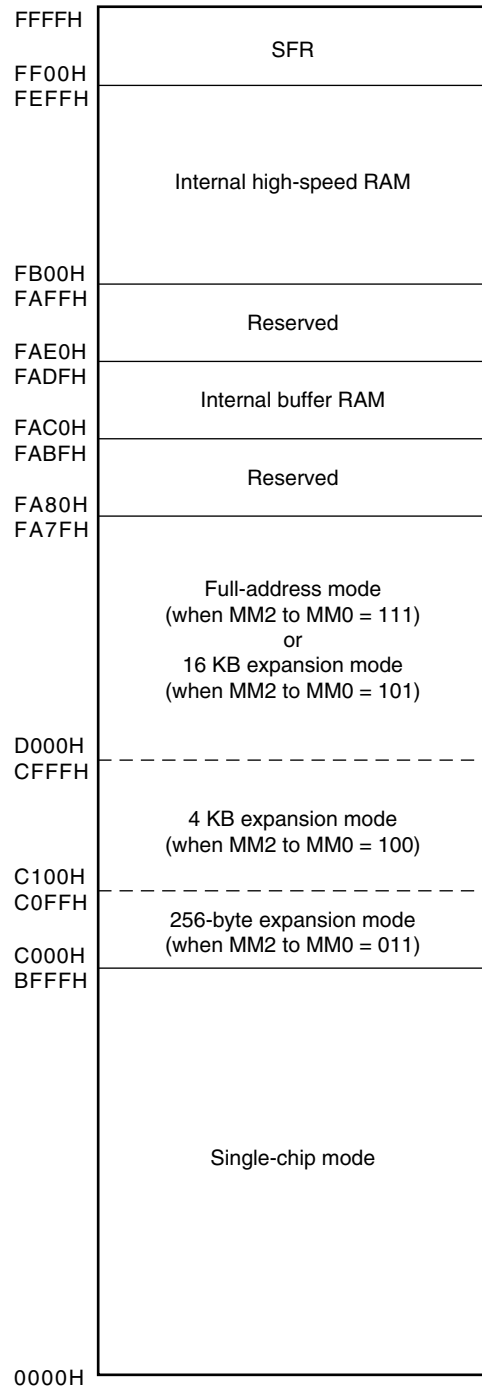 FFFFH
SFR
FF00H
FEFFH
Internal high-speed RAM
FB00H
FAFFH
Reserved
FAE0H
FADFH
Internal buffer RAM
FAC0H
FABFH
Reserved
FA80H
FA7FH
Full-address mode
(when MM2 to MM0 = 111)
or
16 KB expansion mode
(when MM2 to MM0 = 101)
D000H
CFFFH
4 KB expansion mode
(when MM2 to MM0 = 100)
C100H
C0FFH
256-byte expansion mode
(when MM2 to MM0 = 011)
C000H
BFFFH
Single-chip mode
0000H